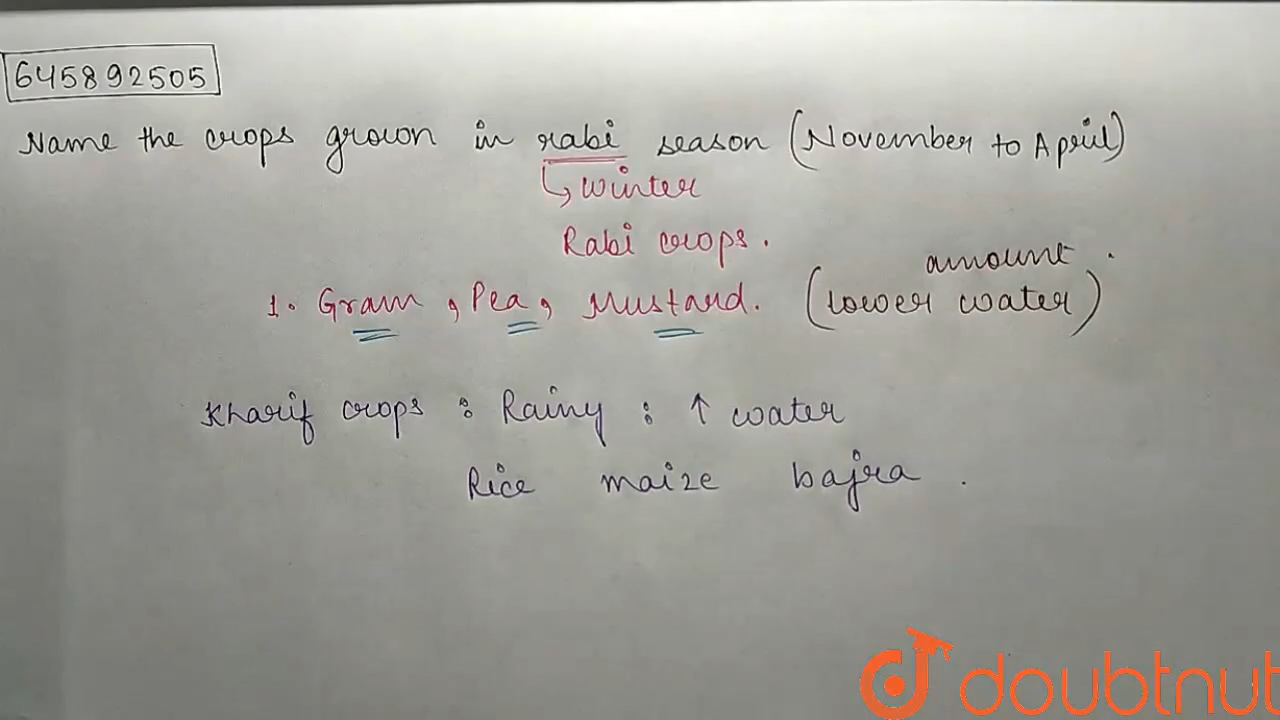 645892505
Name the crops grown in rabi season (November to April)
↳ Winter
Rabi crops.
amount.
1. Gram, Pea, Mustard. (lower water)
Kharif crops : Rainy : ↑ water
Rice maize bajra.
doubtnut